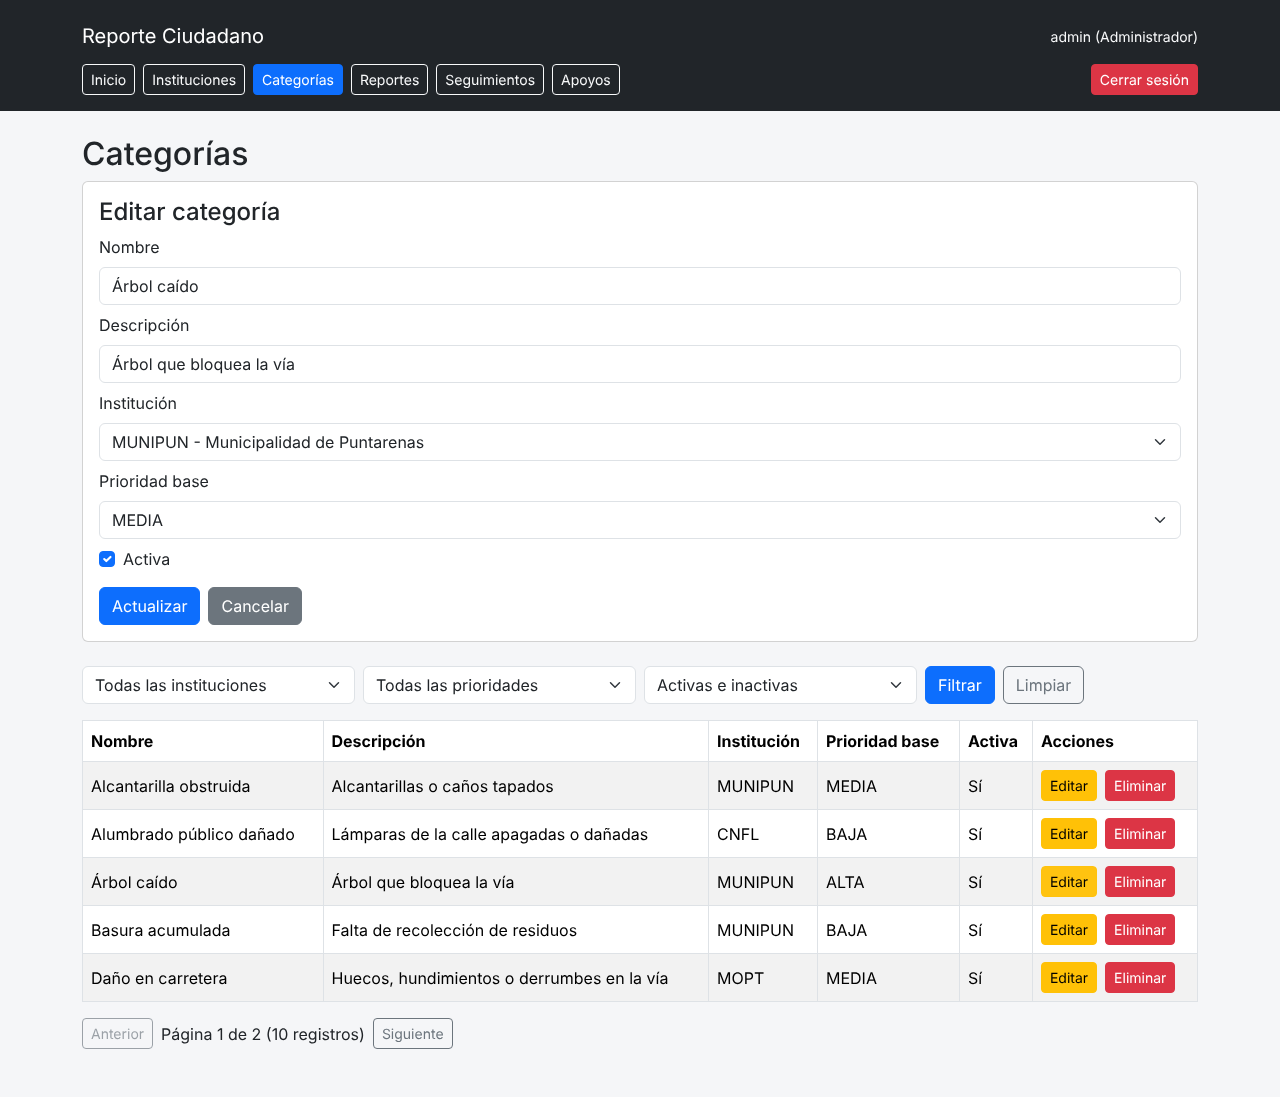 Reporte Ciudadano
admin (Administrador)
Inicio Instituciones Categorías Reportes Seguimientos Apoyos Cerrar sesión
Categorías
Editar categoría
Nombre
Árbol caído
Descripción
Árbol que bloquea la vía
Institución
MUNIPUN - Municipalidad de Puntarenas
Prioridad base
MEDIA
Activa
Actualizar Cancelar
Todas las instituciones Todas las prioridades Activas e inactivas Filtrar Limpiar
Nombre Descripción Institución Prioridad base Activa Acciones
Alcantarilla obstruida Alcantarillas o caños tapados MUNIPUN MEDIA Sí Editar Eliminar
Alumbrado público dañado Lámparas de la calle apagadas o dañadas CNFL BAJA Sí Editar Eliminar
Árbol caído Árbol que bloquea la vía MUNIPUN ALTA Sí Editar Eliminar
Basura acumulada Falta de recolección de residuos MUNIPUN BAJA Sí Editar Eliminar
Daño en carretera Huecos, hundimientos o derrumbes en la vía MOPT MEDIA Sí Editar Eliminar
Anterior Página 1 de 2 (10 registros) Siguiente